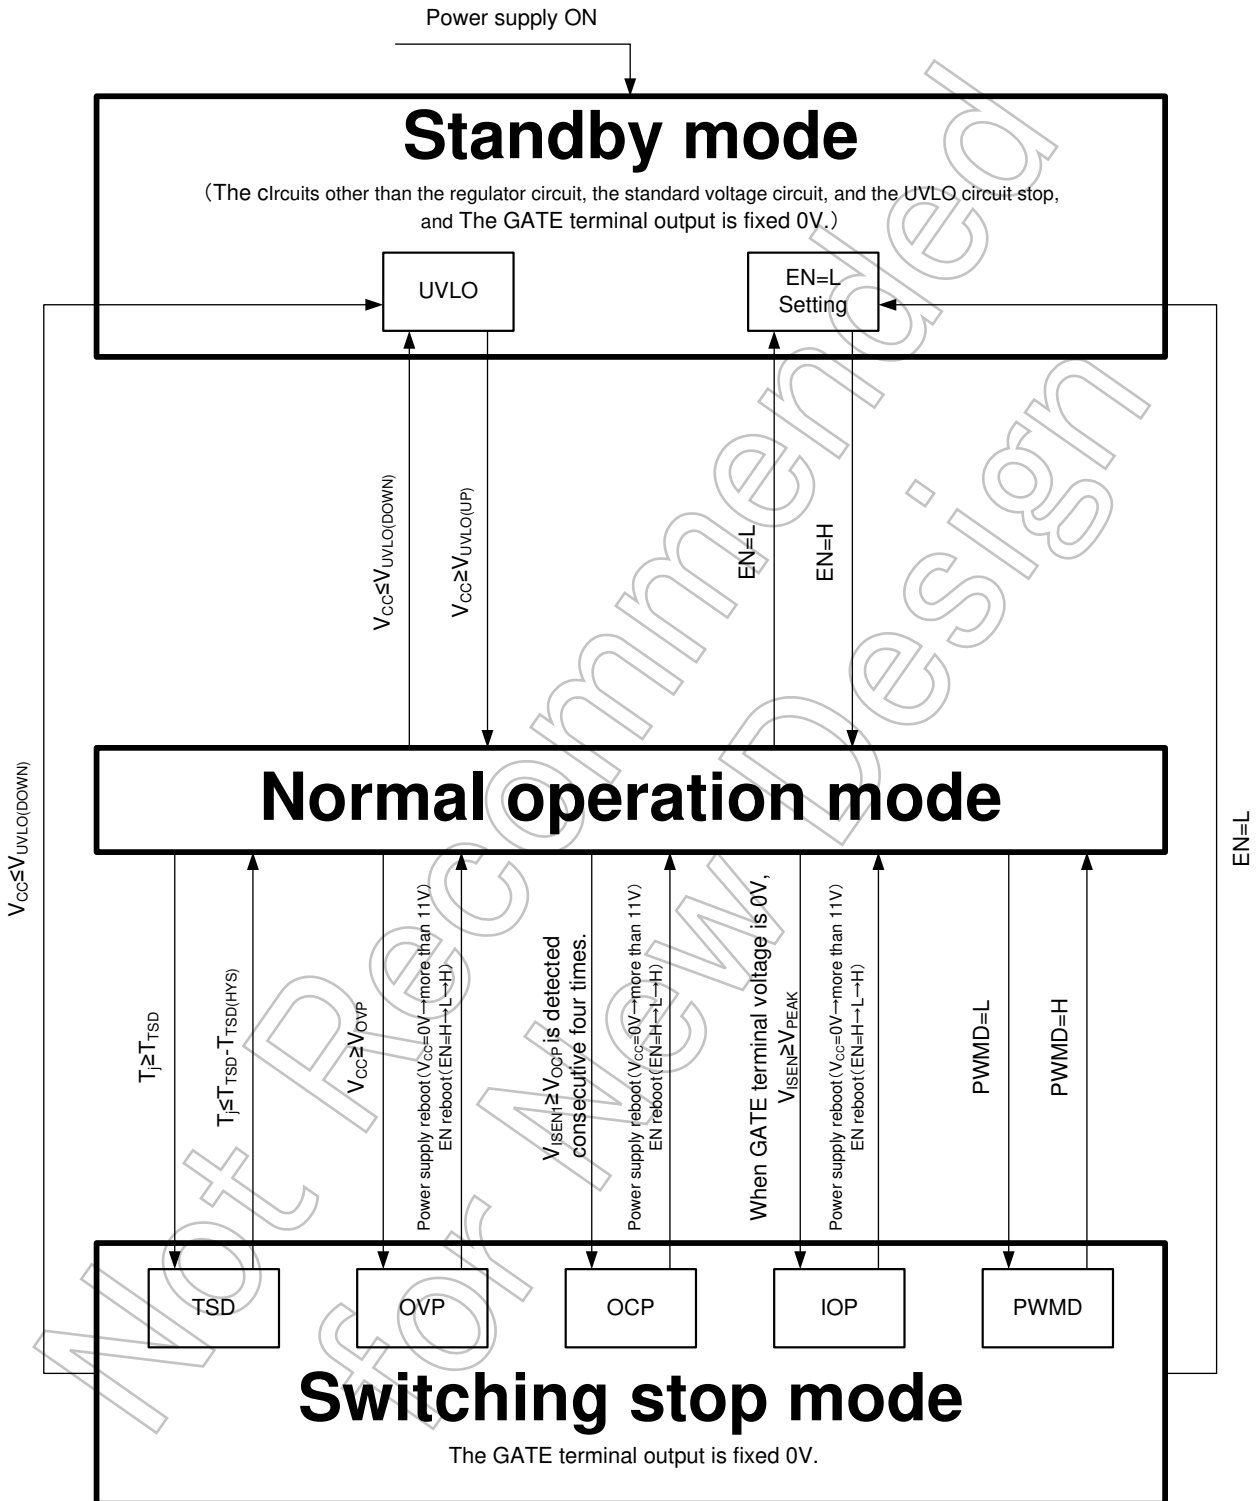 Power supply ON
Standby mode
(The cIrcuits other than the regulator circuit, the standard voltage circuit, and the UVLO circuit stop,
and The GATE terminal output is fixed 0V.)
UVLO
EN=L
Setting
VCC≤VUVLO(DOWN)
VCC≥VUVLO(UP)
EN=L
EN=H
Normal operation mode
VCC≤VUVLO(DOWN)
EN=L
Tj≥TTSD
Tj≤TTSD-TTSD(HYS)
VCC≥VOVP
Power supply reboot(VCC=0V→more than 11V)
EN reboot(EN=H→L→H)
VISEN1≥VOCP is detected
consecutive four times.
Power supply reboot(VCC=0V→more than 11V)
EN reboot(EN=H→L→H)
When GATE terminal voltage is 0V,
VISEN≥VPEAK
Power supply reboot(VCC=0V→more than 11V)
EN reboot(EN=H→L→H)
PWMD=L
PWMD=H
TSD
OVP
OCP
IOP
PWMD
Switching stop mode
The GATE terminal output is fixed 0V.
Not Recommended
for New Design